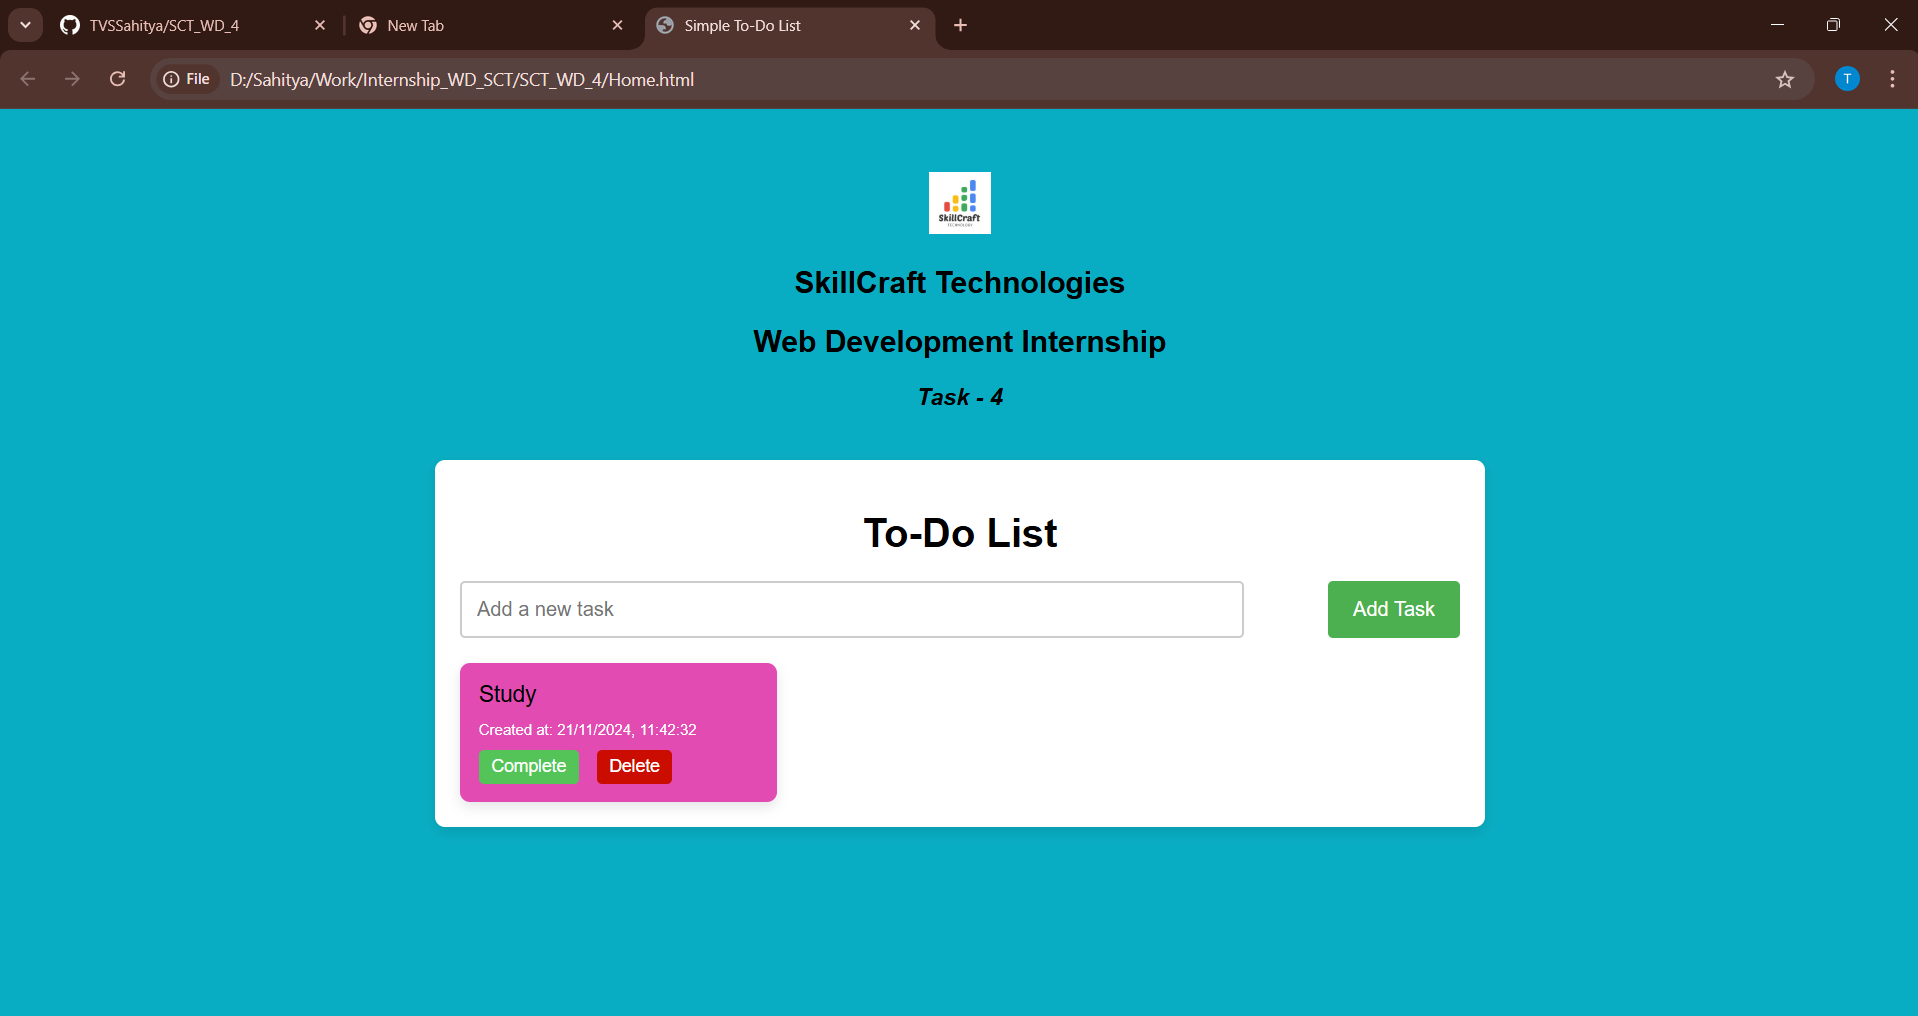 TVSSahitya/SCT_WD_4
New Tab
Simple To-Do List
File
D:/Sahitya/Work/Internship_WD_SCT/SCT_WD_4/Home.html
T
SkillCraft
TECHNOLOGY
SkillCraft Technologies
Web Development Internship
Task - 4
To-Do List
Add a new task
Add Task
Study
Created at: 21/11/2024, 11:42:32
Complete
Delete